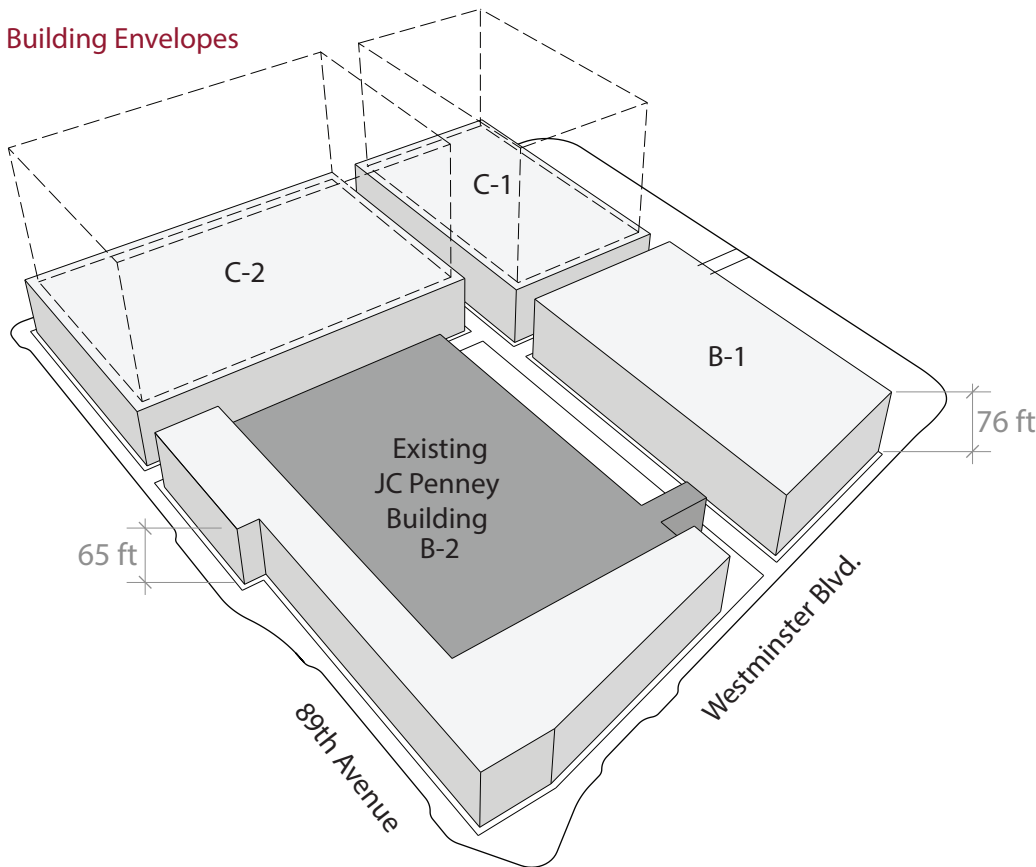 Building Envelopes
C-1
C-2
B-1
76 ft
Existing
JC Penney
Building
B-2
65 ft
Westminster Blvd.
89th Avenue